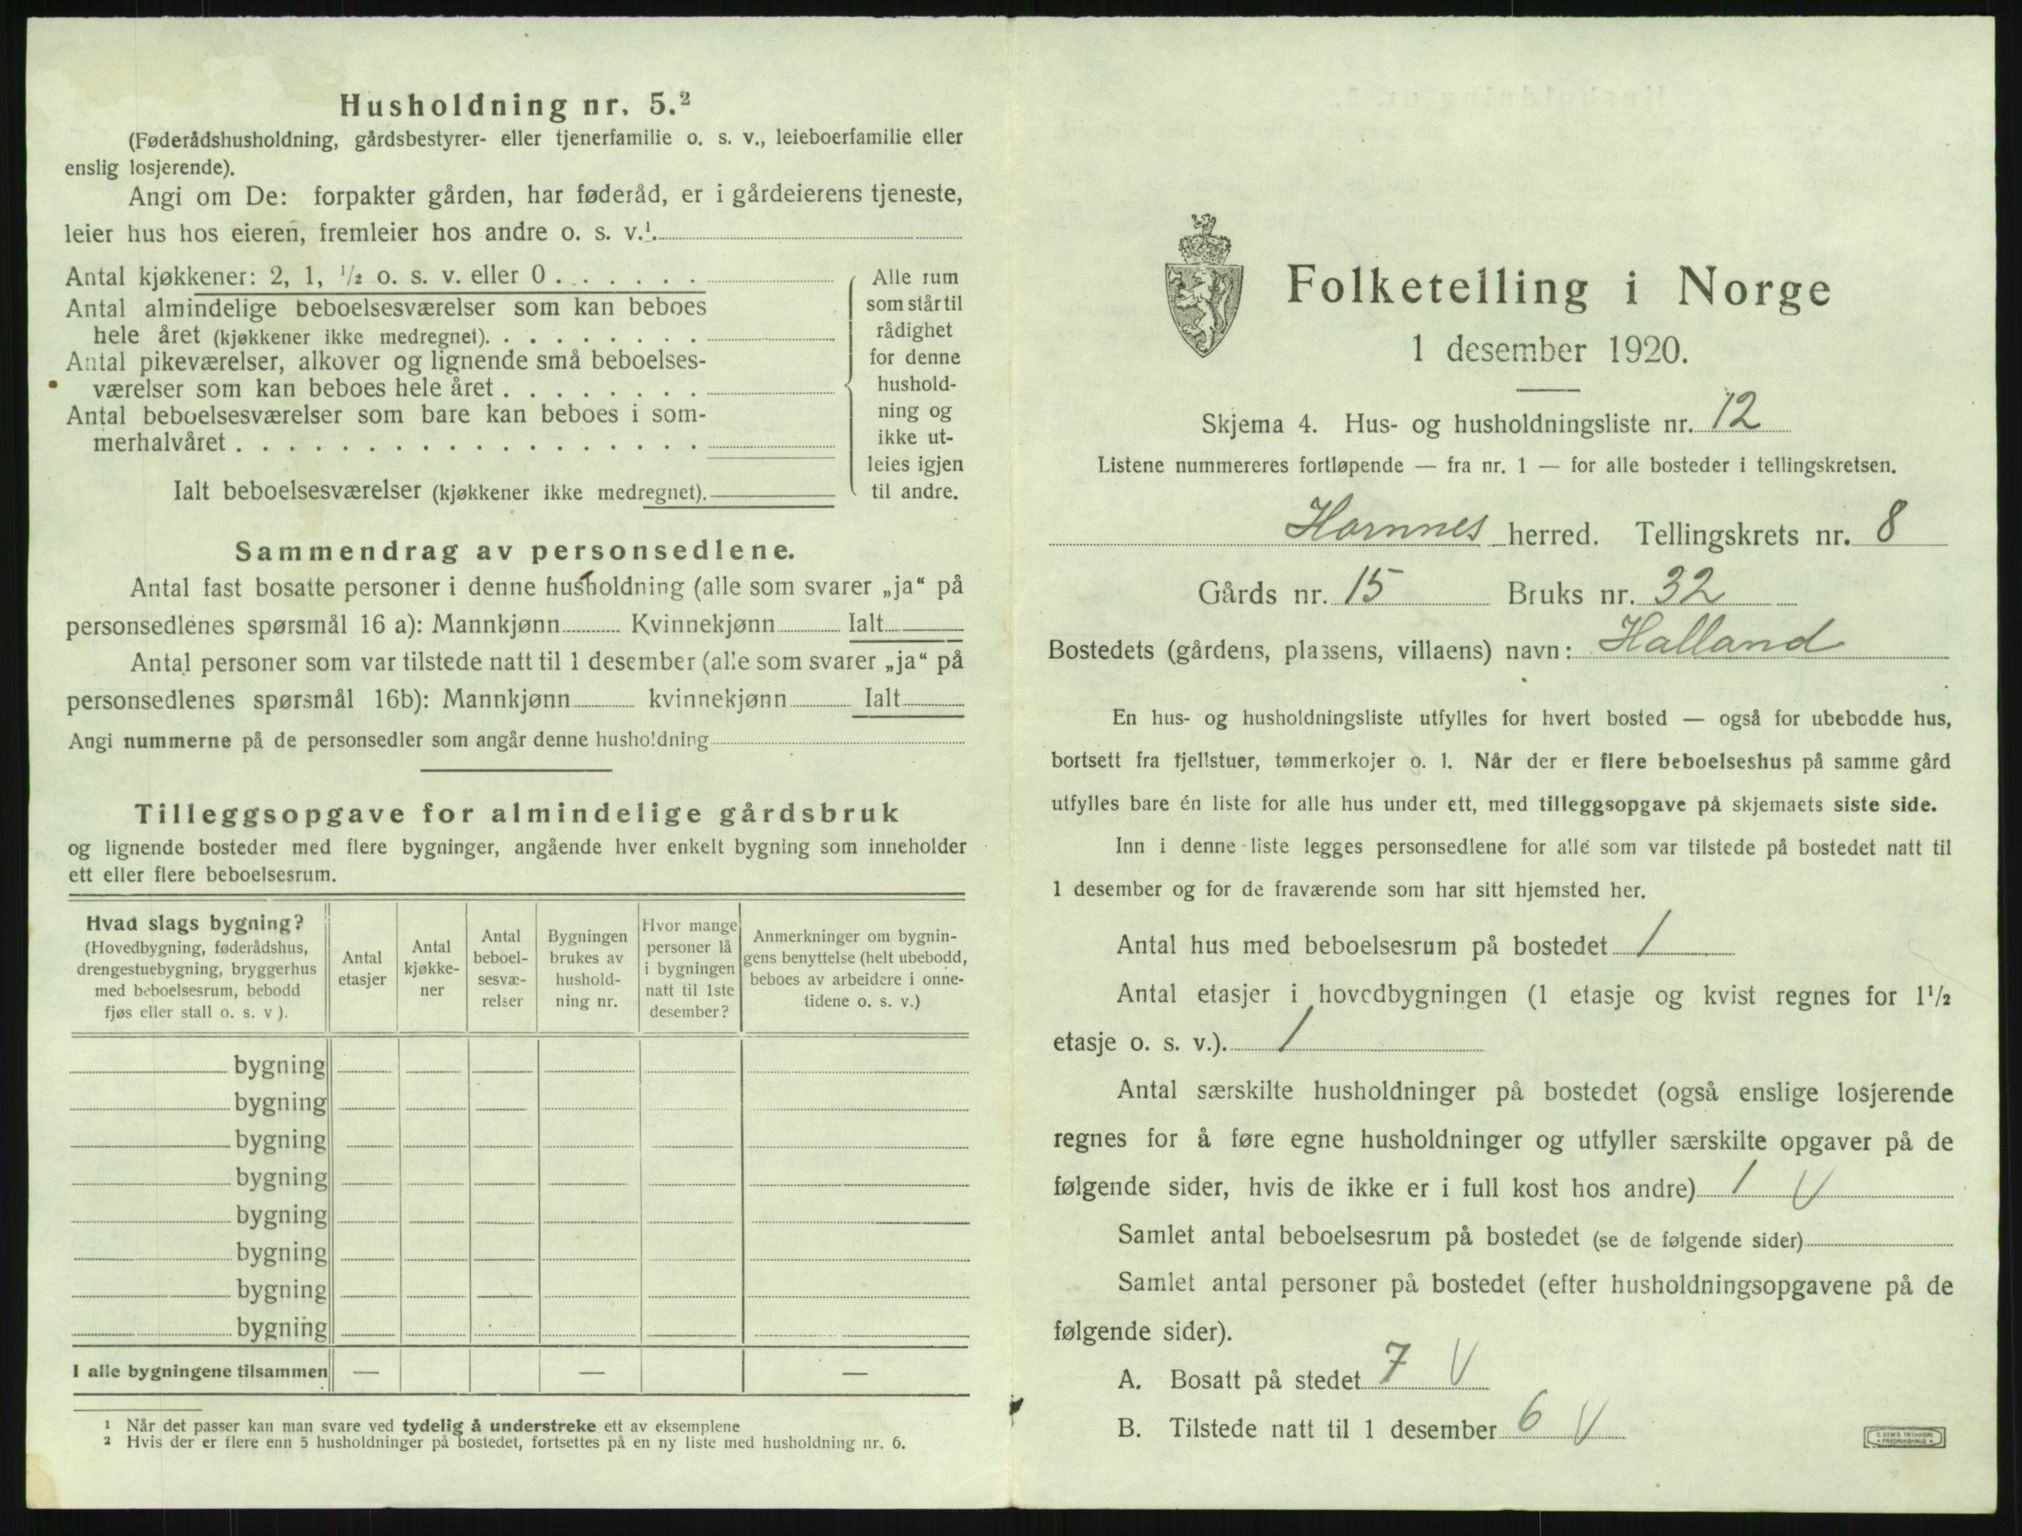 Husholdning nr. 5.²
(Føderådshusholdning, gårdsbestyrer- eller tjenerfamilie o. s. v., leieboerfamilie eller
enslig losjerende).
Angi om De: forpakter gården, har føderåd, er i gårdeierens tjeneste,
leier hus hos eieren, fremleier hos andre o. s. v.¹.
Antal kjøkkener: 2, 1, ½ o. s. v. eller 0 . . . . . .
Antal almindelige beboelsesværelser som kan beboes
hele året (kjøkkener ikke medregnet). . . . . . . . .
Antal pikeværelser, alkover og lignende små beboelses-
værelser som kan beboes hele året . . . . . . . .
Antal beboelsesværelser som bare kan beboes i som-
merhalvåret . . . . . . . . . . . . . . . . . .
Ialt beboelsesværelser (kjøkkener ikke medregnet).
Alle rum
som står til
rådighet
for denne
hushold-
ning og
ikke ut-
leies igjen
til andre.
Sammendrag av personsedlene.
Antal fast bosatte personer i denne husholdning (alle som svarer „ja“ på
personsedlenes spørsmål 16 a): Mannkjønn Kvinnekjønn Ialt
Antal personer som var tilstede natt til 1 desember (alle som svarer „ja“ på
personsedlenes spørsmål 16b): Mannkjønn kvinnekjønn Ialt
Angi nummerne på de personsedler som angår denne husholdning
Tilleggsopgave for almindelige gårdsbruk
og lignende bosteder med flere bygninger, angående hver enkelt bygning som inneholder
ett eller flere beboelsesrum.
Hvad slags bygning?
(Hovedbygning, føderådshus,
drengestuebygning, bryggerhus
med beboelsesrum, bebodd
fjøs eller stall o. s. v ).
Antal
etasjer
Antal
kjøkke-
ner
Antal
beboel-
sesvæ-
relser
Bygningen
brukes av
hushold-
ning nr.
Hvor mange
personer lå
i bygningen
natt til 1ste
desember?
Anmerkninger om bygnin-
gens benyttelse (helt ubebodd,
beboes av arbeidere i onne-
tidene o. s. v.)
bygning
bygning
bygning
bygning
bygning
bygning
bygning
bygning
I alle bygningene tilsammen — — —
¹ Når det passer kan man svare ved tydelig å understreke ett av eksemplene
² Hvis der er flere enn 5 husholdninger på bostedet, fortsettes på en ny liste med husholdning nr. 6.
Folketelling i Norge
1 desember 1920.
Skjema 4. Hus- og husholdningsliste nr. 12
Listene nummereres fortløpende — fra nr. 1 — for alle bosteder i tellingskretsen.
Hornnes herred. Tellingskrets nr. 8
Gårds nr. 15 Bruks nr. 32
Bostedets (gårdens, plassens, villaens) navn: Halland
En hus- og husholdningsliste utfylles for hvert bosted — også for ubebodde hus,
bortsett fra fjellstuer, tømmerkojer o. l. Når der er flere beboelseshus på samme gård
utfylles bare én liste for alle hus under ett, med tilleggsopgave på skjemaets siste side.
Inn i denne liste legges personsedlene for alle som var tilstede på bostedet natt til
1 desember og for de fraværende som har sitt hjemsted her.
Antal hus med beboelsesrum på bostedet 1
Antal etasjer i hovedbygningen (1 etasje og kvist regnes for 1½
etasje o. s. v.). 1
Antal særskilte husholdninger på bostedet (også enslige losjerende
regnes for å føre egne husholdninger og utfyller særskilte opgaver på de
følgende sider, hvis de ikke er i full kost hos andre) 1 V
Samlet antal beboelsesrum på bostedet (se de følgende sider)
Samlet antal personer på bostedet (efter husholdningsopgavene på de
følgende sider).
A. Bosatt på stedet 7 V
B. Tilstede natt til 1 desember 6 V